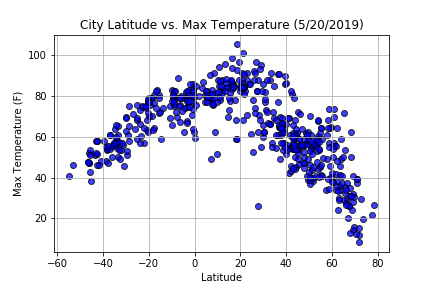 City Latitude vs. Max Temperature (5/20/2019)
Max Temperature (F)
100
80
60
40
20
−60 −40 −20 0 20 40 60 80
Latitude